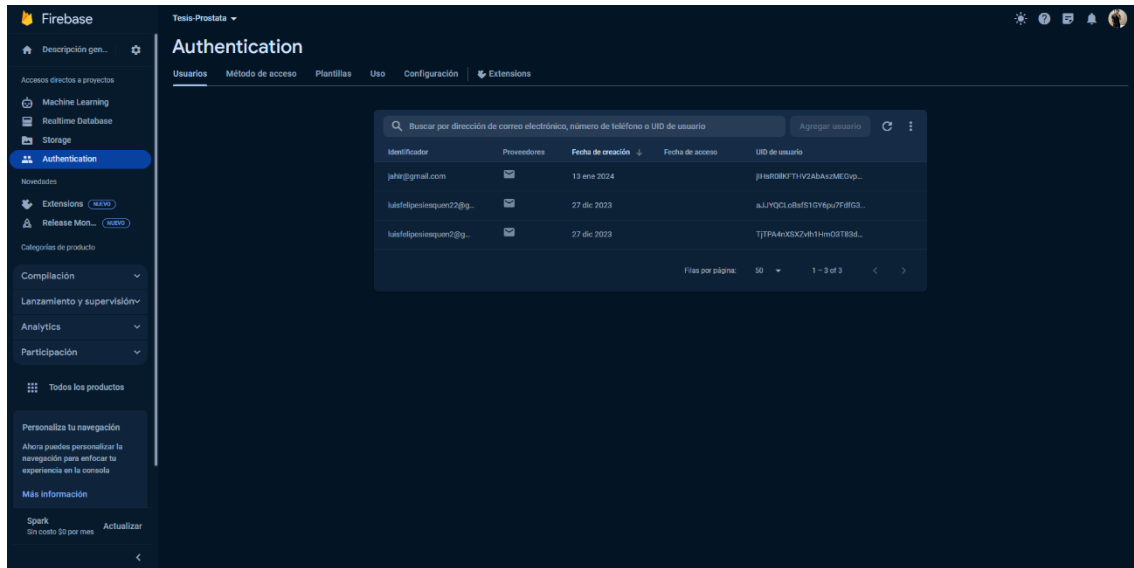 Firebase
Tesis-Prostata
Descripción gen...
Authentication
Usuarios Método de acceso Plantillas Uso Configuración Extensions
Accesos directos a proyectos
Machine Learning
Realtime Database
Storage
Authentication
Novedades
Extensions NUEVO
Release Mon... NUEVO
Categorías de producto
Compilación
Lanzamiento y supervisión
Analytics
Participación
Todos los productos
Personaliza tu navegación
Ahora puedes personalizar la
navegación para enfocar tu
experiencia en la consola
Más información
Spark
Sin costo $0 por mes
Actualizar
Buscar por dirección de correo electrónico, número de teléfono o UID de usuario
Agregar usuario
Identificador Proveedores Fecha de creación Fecha de acceso UID de usuario
jahir@gmail.com 13 ene 2024
luisfelipesiesquen22@g... 27 dic 2023
luisfelipesiesquen2@g... 27 dic 2023
Filas por página: 50 1 – 3 of 3